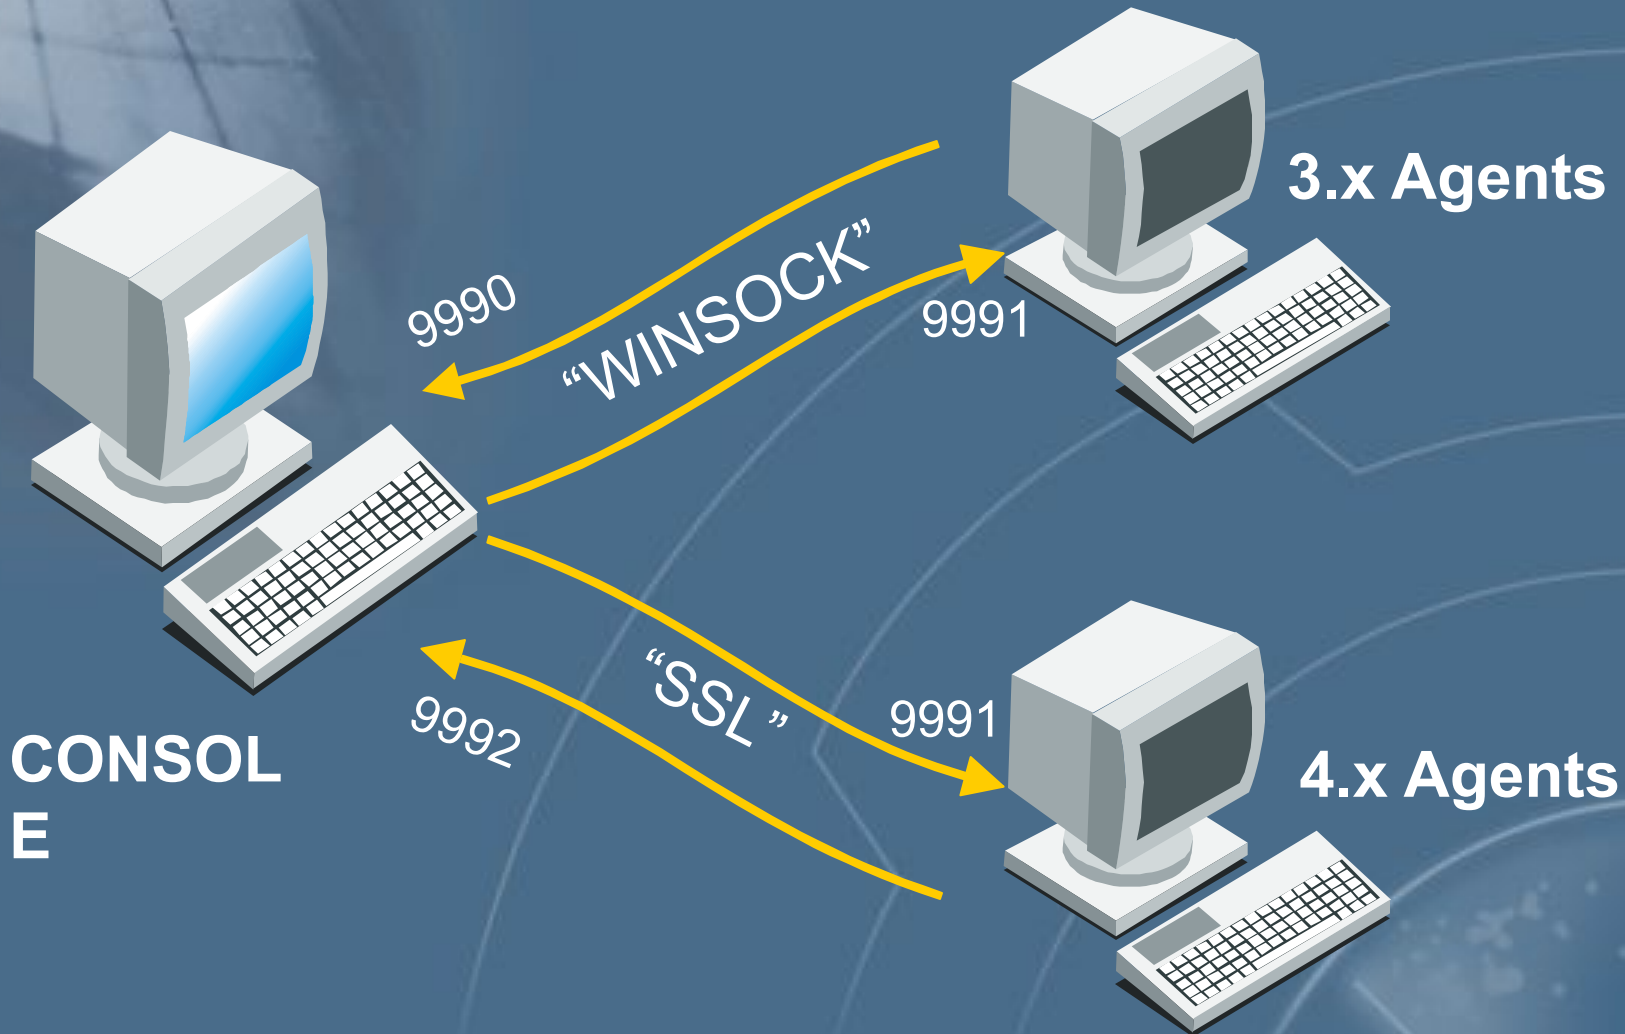 3.x Agents
9990
“WINSOCK”
9991
“SSL”
9992
9991
CONSOL
E
4.x Agents